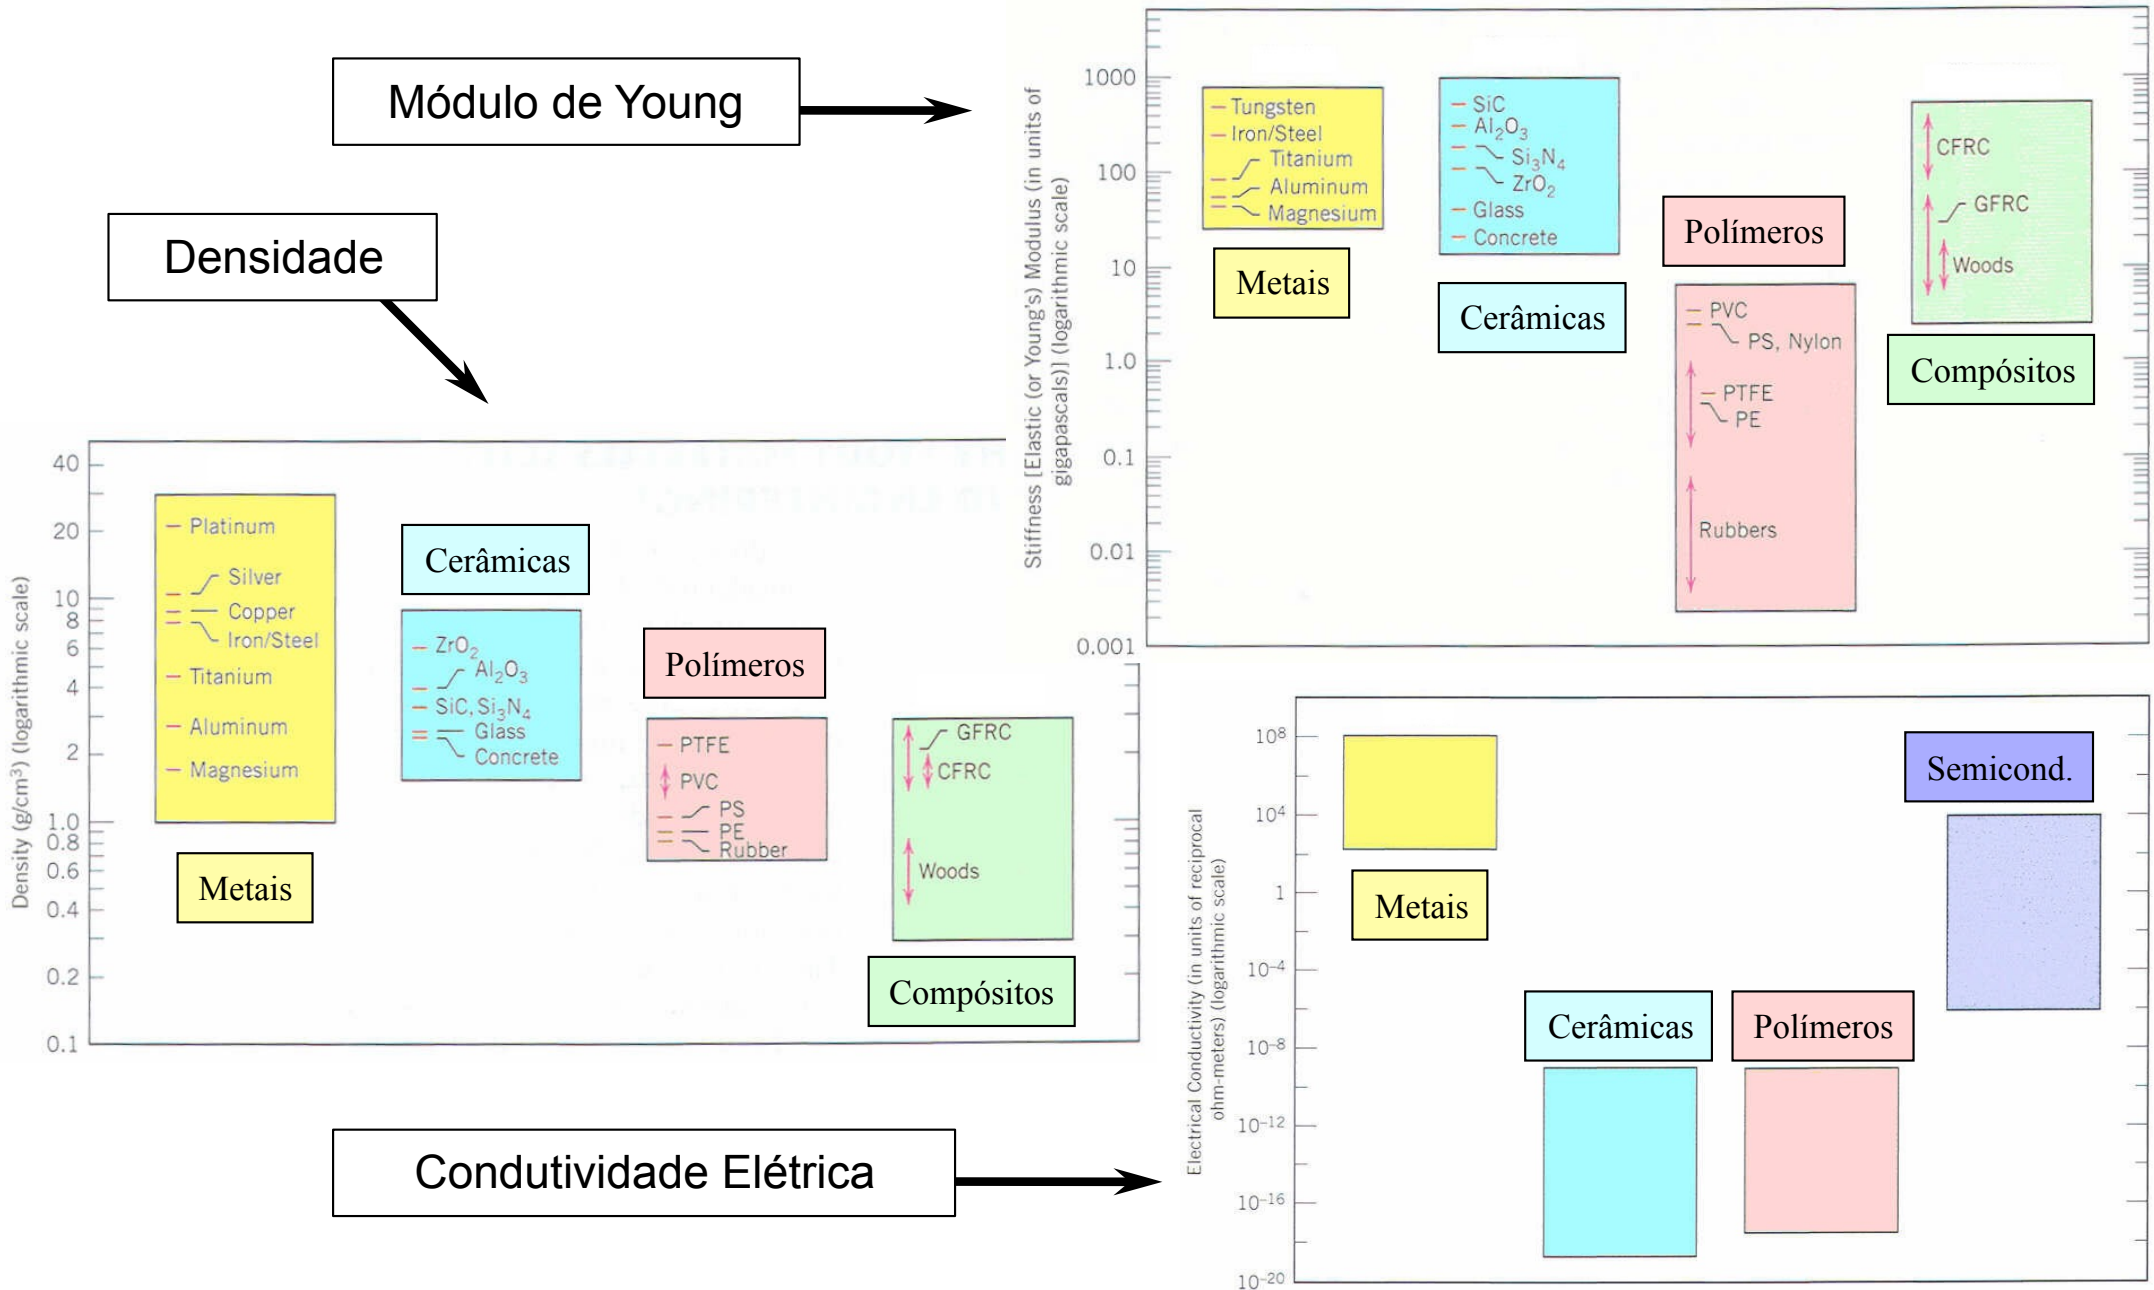 Módulo de Young
Densidade
Stiffness [Elastic (or Young's) Modulus (in units of
gigapascals)] (logarithmic scale)
1000
100
10
1.0
0.1
0.01
0.001
Tungsten
Iron/Steel
Titanium
Aluminum
Magnesium
Metais
SiC
Al₂O₃
Si₃N₄
ZrO₂
Glass
Concrete
Cerâmicas
Polímeros
PVC
PS, Nylon
PTFE
PE
Rubbers
CFRC
GFRC
Woods
Compósitos
Density (g/cm³) (logarithmic scale)
40
20
10
8
6
4
2
1.0
0.8
0.6
0.4
0.2
0.1
Platinum
Silver
Copper
Iron/Steel
Titanium
Aluminum
Magnesium
Metais
Cerâmicas
ZrO₂
Al₂O₃
SiC, Si₃N₄
Glass
Concrete
Polímeros
PTFE
PVC
PS
PE
Rubber
GFRC
CFRC
Woods
Compósitos
Condutividade Elétrica
Electrical Conductivity (in units of reciprocal
ohm-meters) (logarithmic scale)
10⁸
10⁴
1
10⁻⁴
10⁻⁸
10⁻¹²
10⁻¹⁶
10⁻²⁰
Metais
Cerâmicas
Polímeros
Semicond.